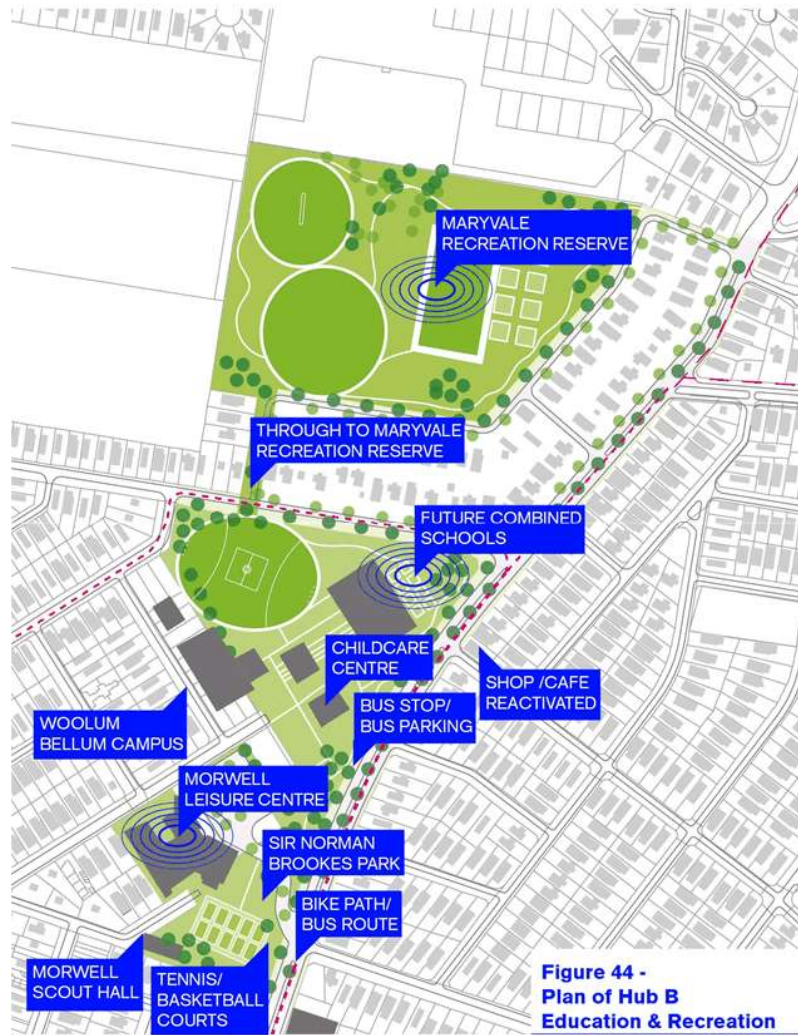 MARYVALE
RECREATION RESERVE
THROUGH TO MARYVALE
RECREATION RESERVE
FUTURE COMBINED
SCHOOLS
CHILDCARE
CENTRE
SHOP /CAFE
REACTIVATED
BUS STOP/
BUS PARKING
WOOLUM
BELLUM CAMPUS
MORWELL
LEISURE CENTRE
SIR NORMAN
BROOKES PARK
BIKE PATH/
BUS ROUTE
MORWELL
SCOUT HALL
TENNIS/
BASKETBALL
COURTS
Figure 44 -
Plan of Hub B
Education & Recreation